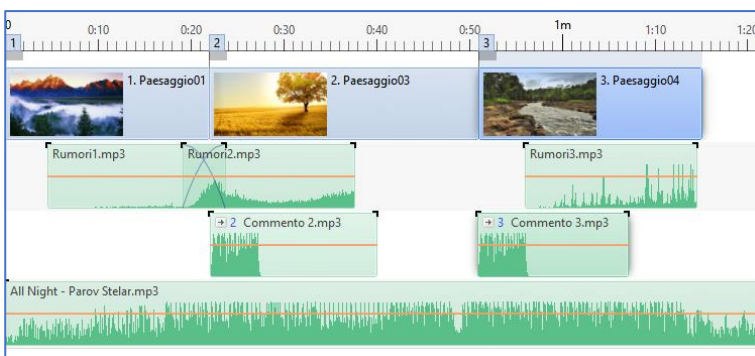 0 0:10 0:20 0:30 0:40 0:50 1m 1:10 1:20
1 2 3
1. Paesaggio01 2. Paesaggio03 3. Paesaggio04
Rumori1.mp3 Rumori2.mp3 Rumori3.mp3
2 Commento 2.mp3 3 Commento 3.mp3
All Night - Parov Stelar.mp3